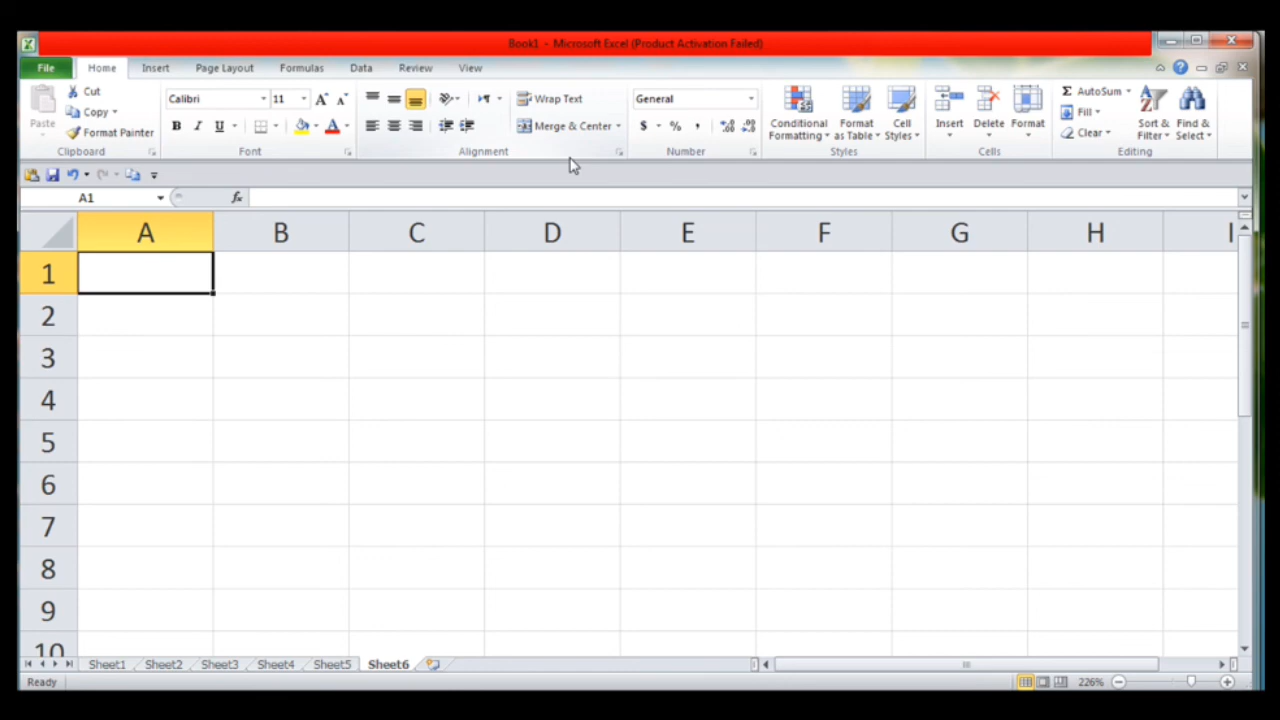 Book1 - Microsoft Excel (Product Activation Failed)
File Home Insert Page Layout Formulas Data Review View
Paste
Cut
Copy
Format Painter
Clipboard
Calibri 11
B I U A
Font
Wrap Text
Merge & Center
Alignment
General
$ % ,
Number
Conditional Formatting
Format as Table
Cell Styles
Styles
Insert Delete Format
Cells
Σ AutoSum
Fill
Clear
Sort & Filter
Find & Select
Editing
A1 fx
A B C D E F G H I
1
2
3
4
5
6
7
8
9
10
Sheet1 Sheet2 Sheet3 Sheet4 Sheet5 Sheet6
Ready 226%